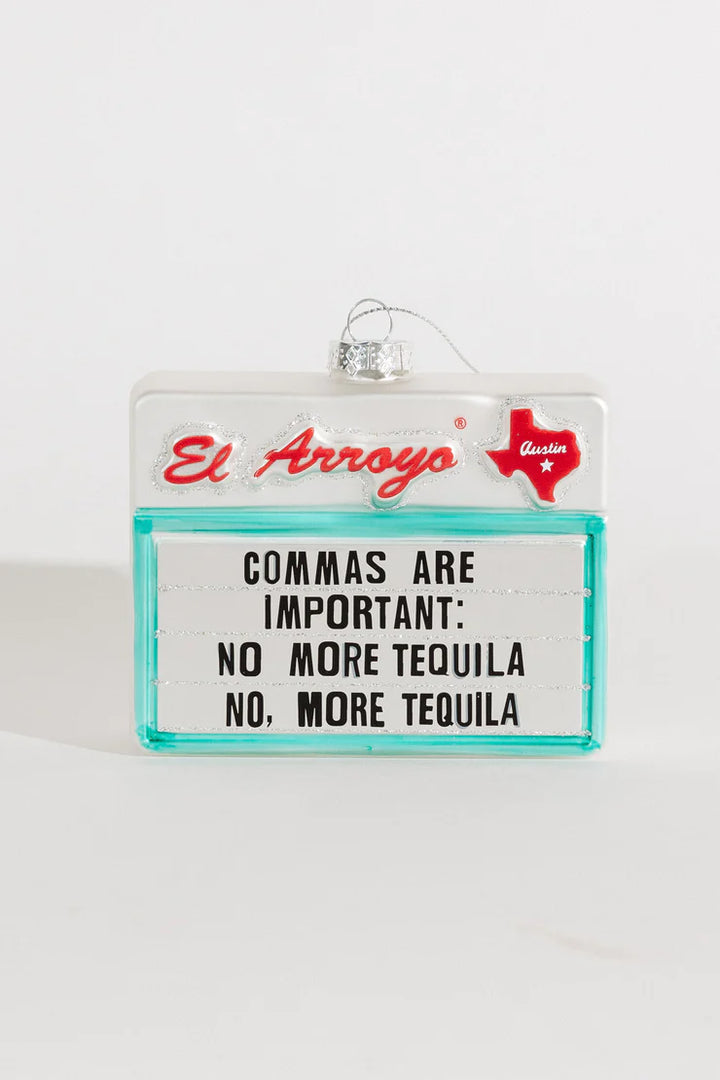 El Arroyo®
Austin
COMMAS ARE
IMPORTANT:
NO MORE TEQUILA
NO, MORE TEQUILA